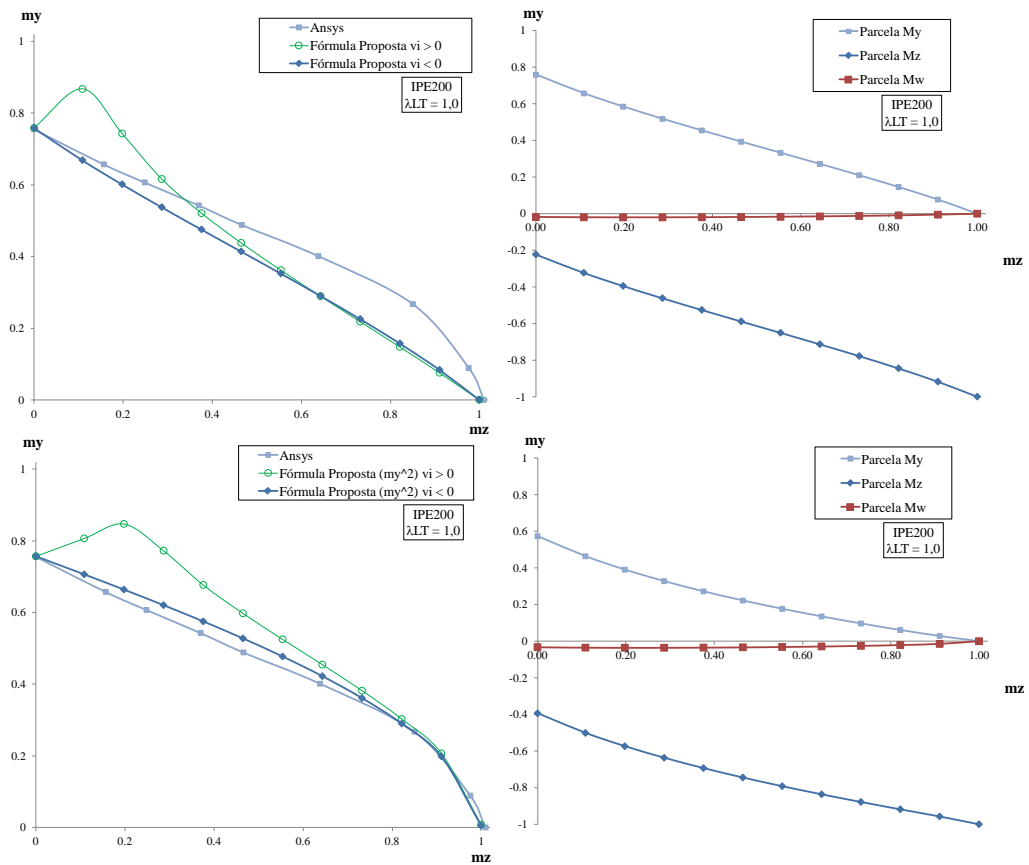 my
Ansys
Fórmula Proposta vi > 0
Fórmula Proposta vi < 0
IPE200
λLT = 1,0
1
0.8
0.6
0.4
0.2
0
0
0.2
0.4
0.6
0.8
1
mz
my
Parcela My
Parcela Mz
Parcela Mw
IPE200
λLT = 1,0
1
0.8
0.6
0.4
0.2
0
-0.2
-0.4
-0.6
-0.8
-1
0.00
0.20
0.40
0.60
0.80
1.00
mz
my
Ansys
Fórmula Proposta (my^2) vi > 0
Fórmula Proposta (my^2) vi < 0
IPE200
λLT = 1,0
1
0.8
0.6
0.4
0.2
0
0
0.2
0.4
0.6
0.8
1
mz
my
Parcela My
Parcela Mz
Parcela Mw
IPE200
λLT = 1,0
1
0.8
0.6
0.4
0.2
0
-0.2
-0.4
-0.6
-0.8
-1
0.00
0.20
0.40
0.60
0.80
1.00
mz